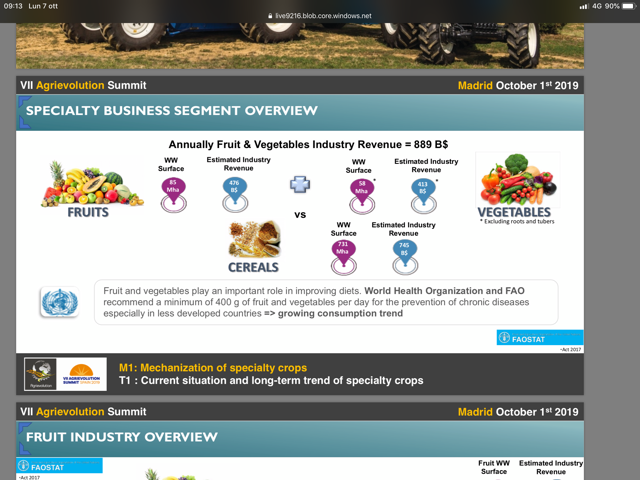 09:13 Lun 7 ott
live9216.blob.core.windows.net
4G 90%
VII Agrievolution Summit
Madrid October 1st 2019
SPECIALTY BUSINESS SEGMENT OVERVIEW
Annually Fruit & Vegetables Industry Revenue = 889 B$
WW
Surface
Estimated Industry
Revenue
85
Mha
476
B$
FRUITS
WW
Surface
Estimated Industry
Revenue
58
Mha
*
413
B$
*
VEGETABLES
* Excluding roots and tubers
VS
CEREALS
WW
Surface
Estimated Industry
Revenue
731
Mha
745
B$
Fruit and vegetables play an important role in improving diets. World Health Organization and FAO
recommend a minimum of 400 g of fruit and vegetables per day for the prevention of chronic diseases
especially in less developed countries => growing consumption trend
FAOSTAT
~Act 2017
Agrievolution
VII AGRIEVOLUTION
M1: Mechanization of specialty crops
T1 : Current situation and long-term trend of specialty crops
VII Agrievolution Summit
Madrid October 1st 2019
FRUIT INDUSTRY OVERVIEW
FAOSTAT
~Act 2017
Fruit WW
Surface
Estimated Industry
Revenue